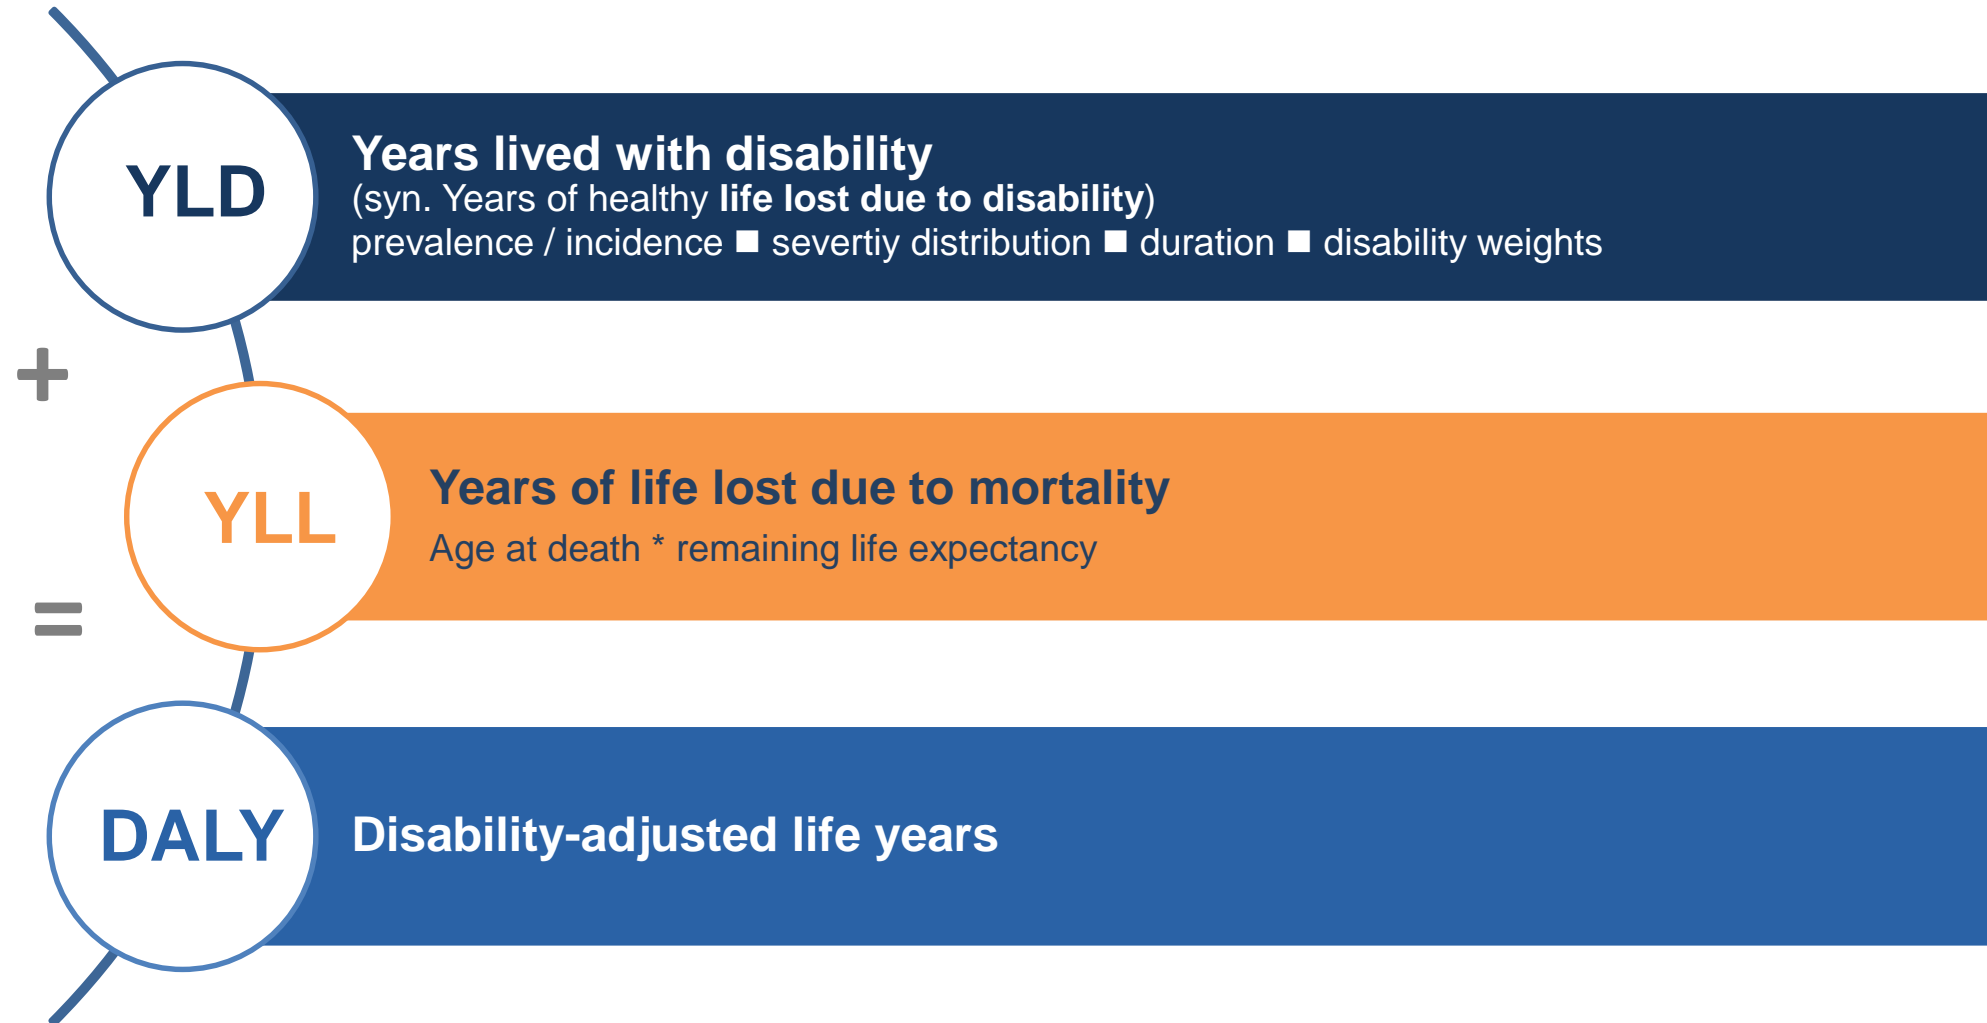 YLD
Years lived with disability
(syn. Years of healthy life lost due to disability)
prevalence / incidence ■ severtiy distribution ■ duration ■ disability weights
+
YLL
Years of life lost due to mortality
Age at death * remaining life expectancy
=
DALY
Disability-adjusted life years